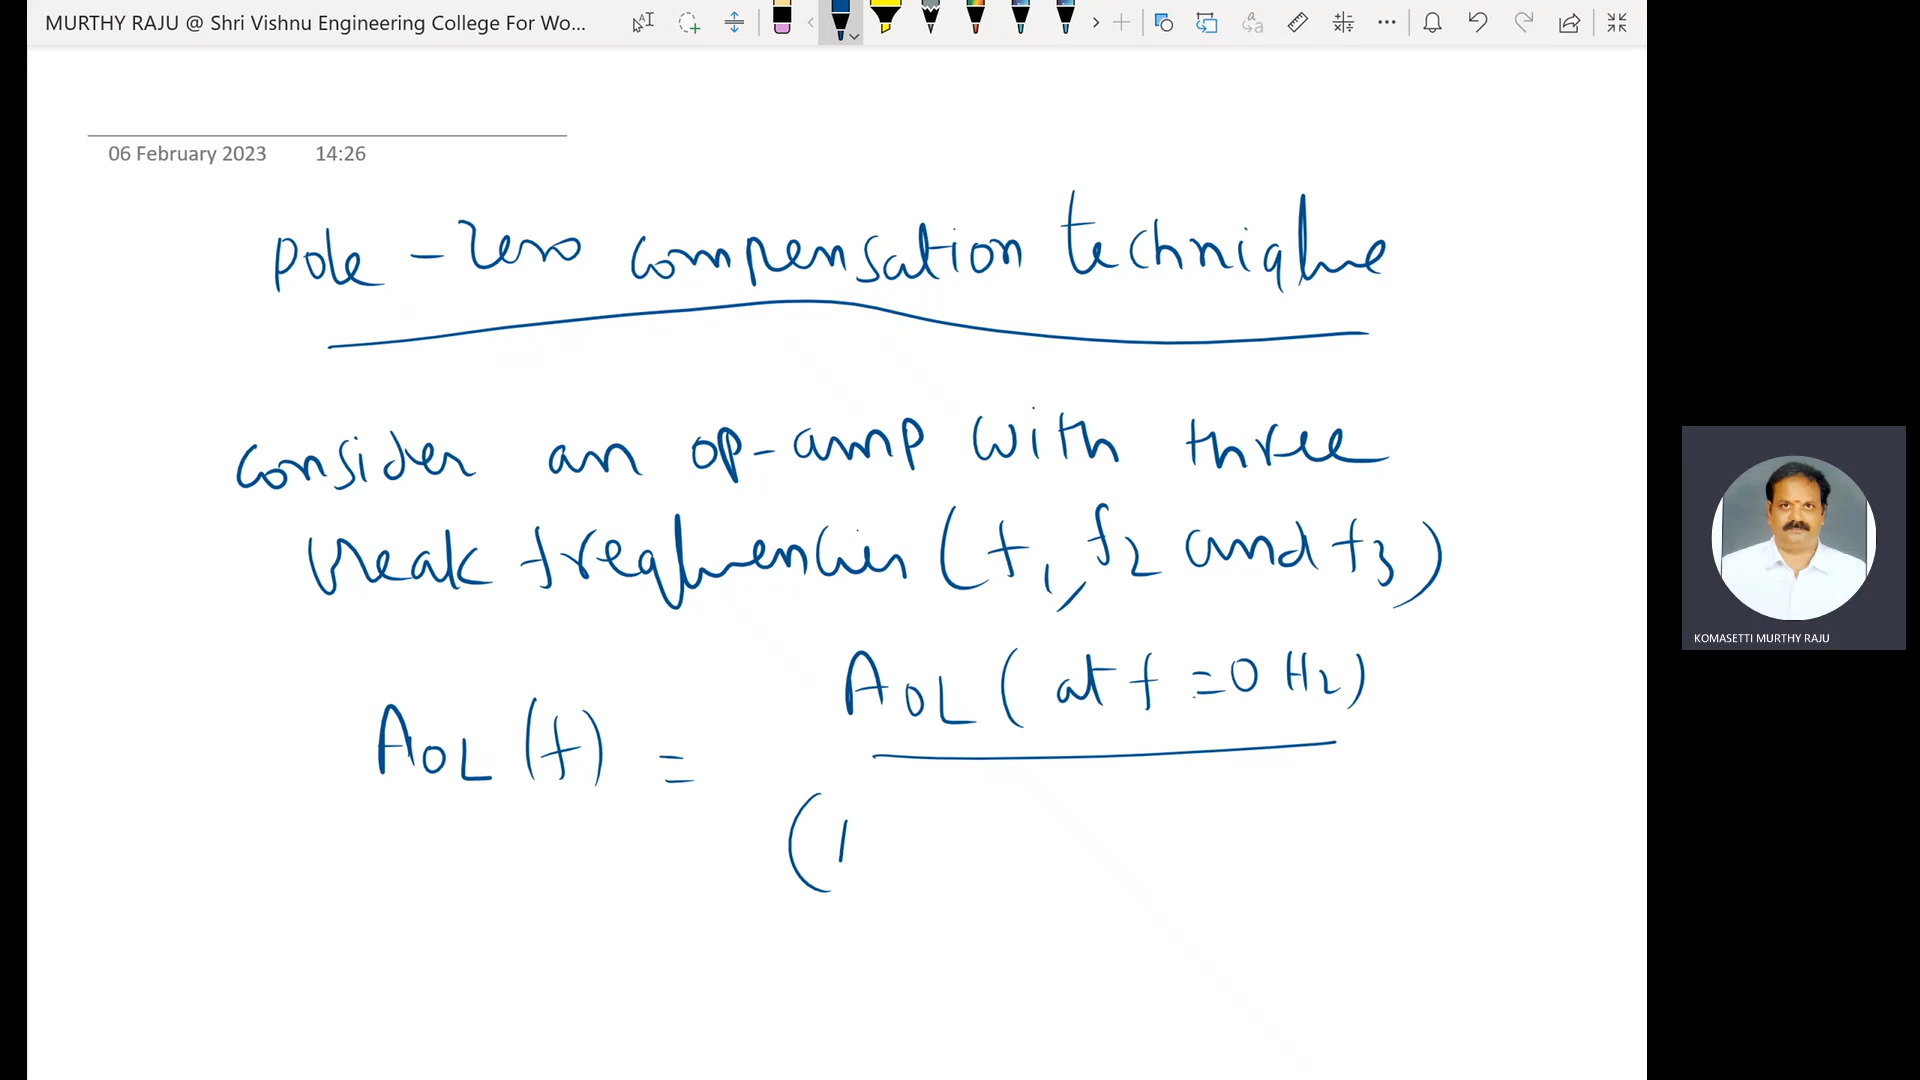 MURTHY RAJU @ Shri Vishnu Engineering College For Wo...
06 February 2023 14:26
Pole - Zero compensation technique
consider an op-amp with three
break frequencies (f1, f2 and f3)
AOL (at f = 0 Hz)
AOL (f) =
(1
KOMASETTI MURTHY RAJU